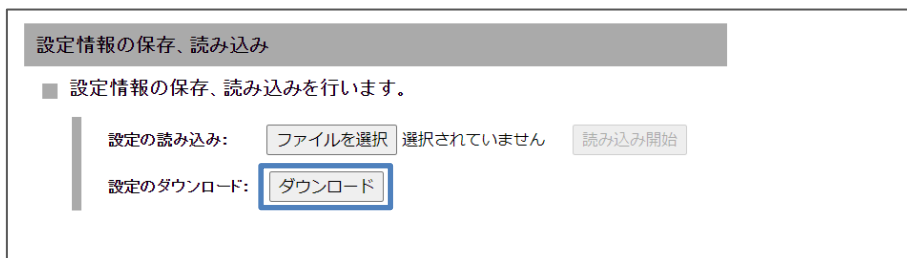 設定情報の保存、読み込み
設定情報の保存、読み込みを行います。
設定の読み込み: ファイルを選択 選択されていません 読み込み開始
設定のダウンロード: ダウンロード